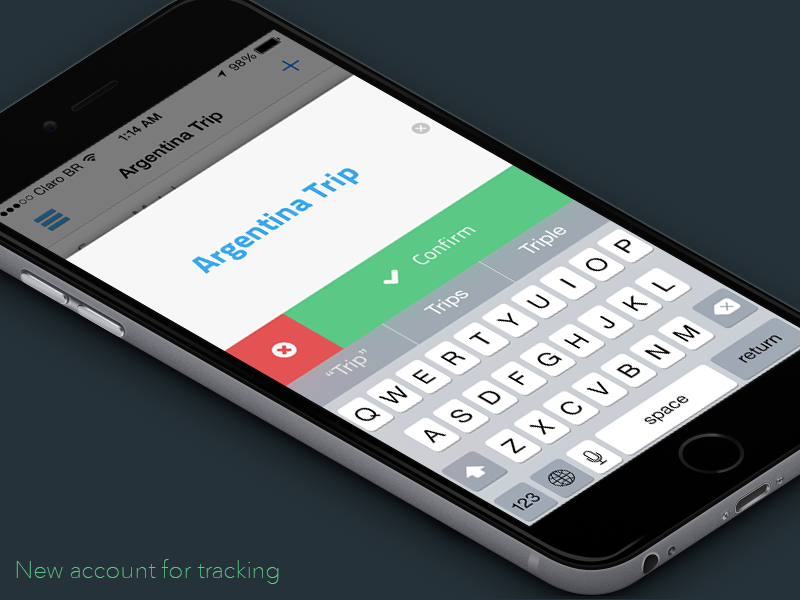 Claro BR 1:14 AM 98%
Argentina Trip
Argentina Trip
Confirm
“Trip” Trips Triple
Q W E R T Y U I O P
A S D F G H J K L
Z X C V B N M
123 space return
New account for tracking